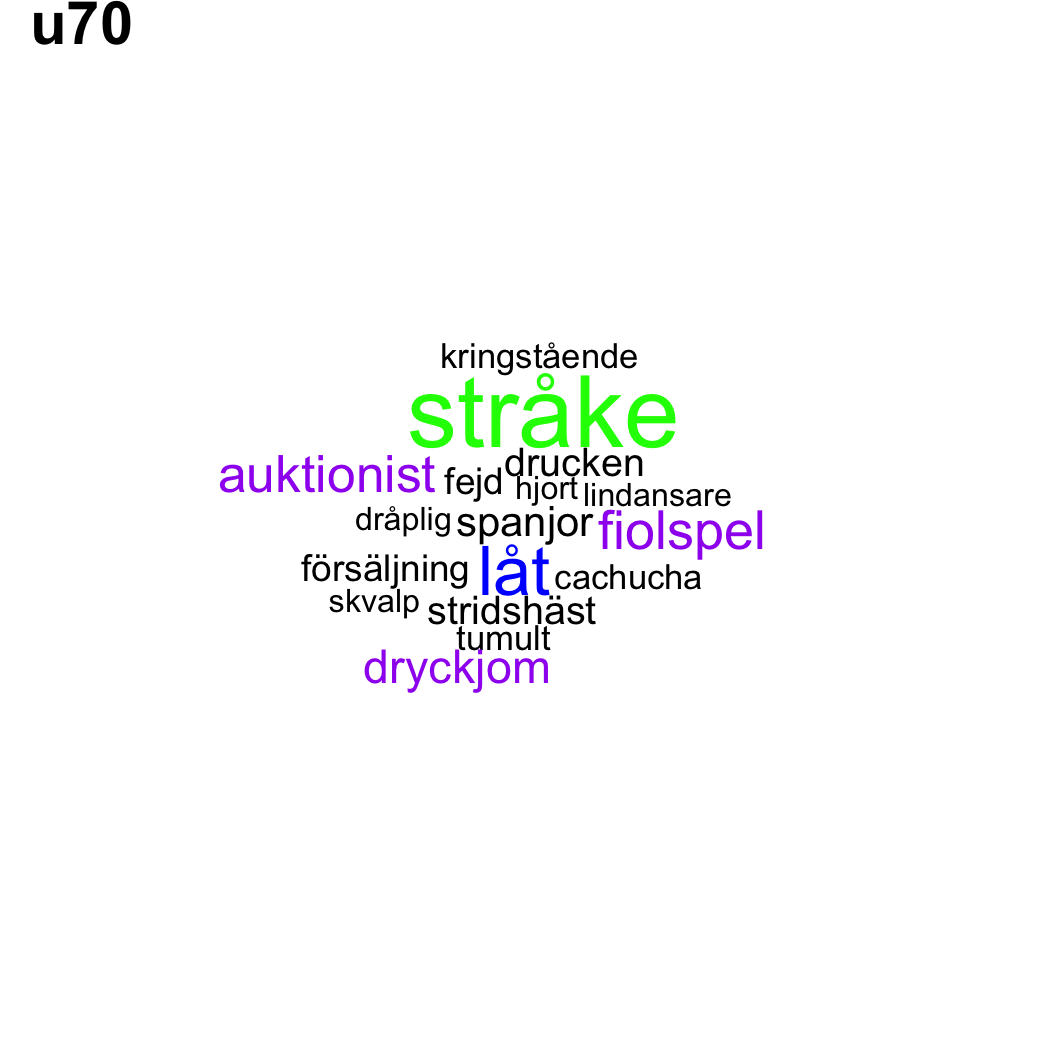 u70
kringstående
stråke
drucken
auktionist fejd hjort lindansare
dråplig spanjor fiolspel
försäljning låt cachucha
skvalp stridshäst
tumult
dryckjom